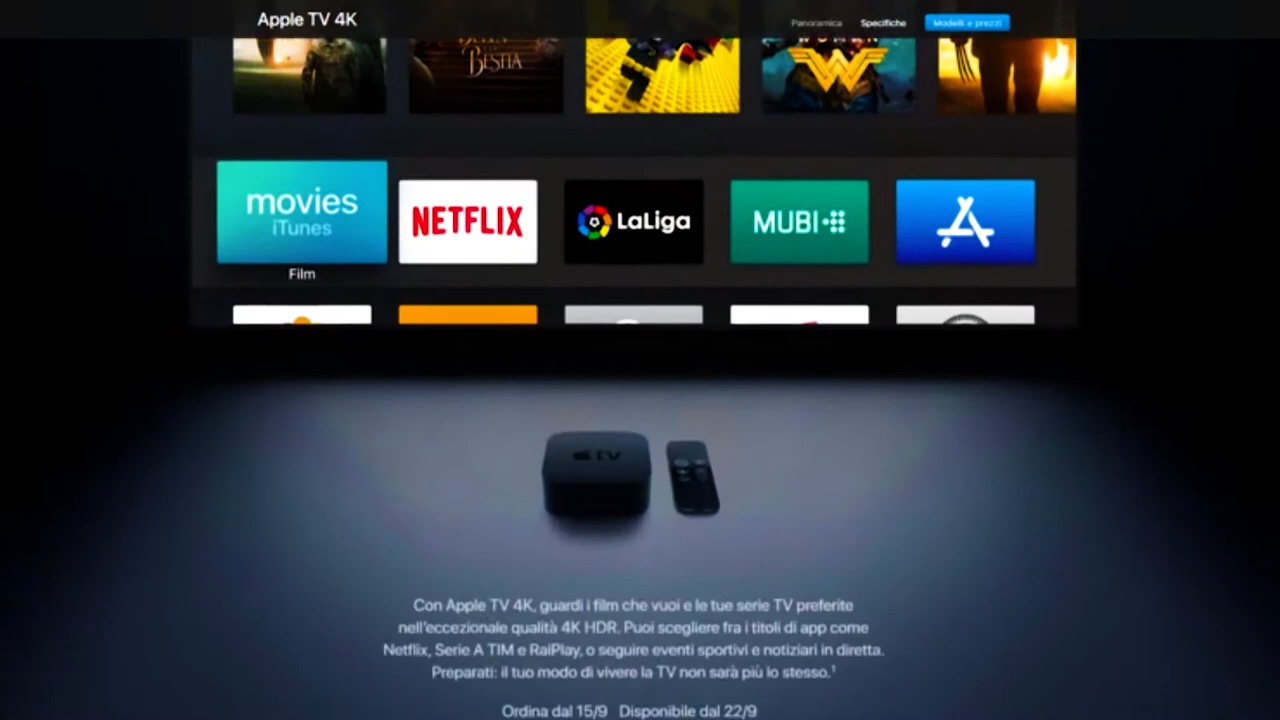 Apple TV 4K
Panoramica Specifiche Modelli e prezzi
BESTIA
movies
iTunes
NETFLIX
LaLiga
MUBI
Film
tv
Con Apple TV 4K, guardi i film che vuoi e le tue serie TV preferite
nell'eccezionale qualità 4K HDR. Puoi scegliere fra i titoli di app come
Netflix, Serie A TIM e RaiPlay, o seguire eventi sportivi e notiziari in diretta.
Preparati: il tuo modo di vivere la TV non sarà più lo stesso.¹
Ordina dal 15/9 Disponibile dal 22/9